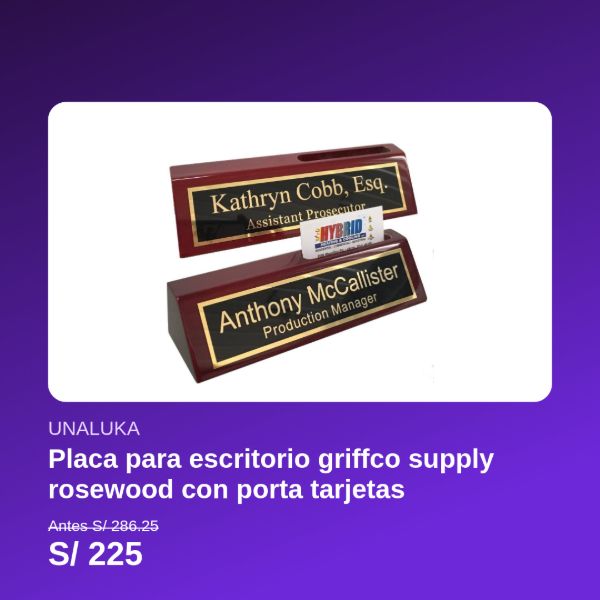 Kathryn Cobb, Esq.
Assistant Prosecutor
HYBRID
Anthony McCallister
Production Manager
UNALUKA
Placa para escritorio griffco supply
rosewood con porta tarjetas
Antes S/ 286.25
S/ 225